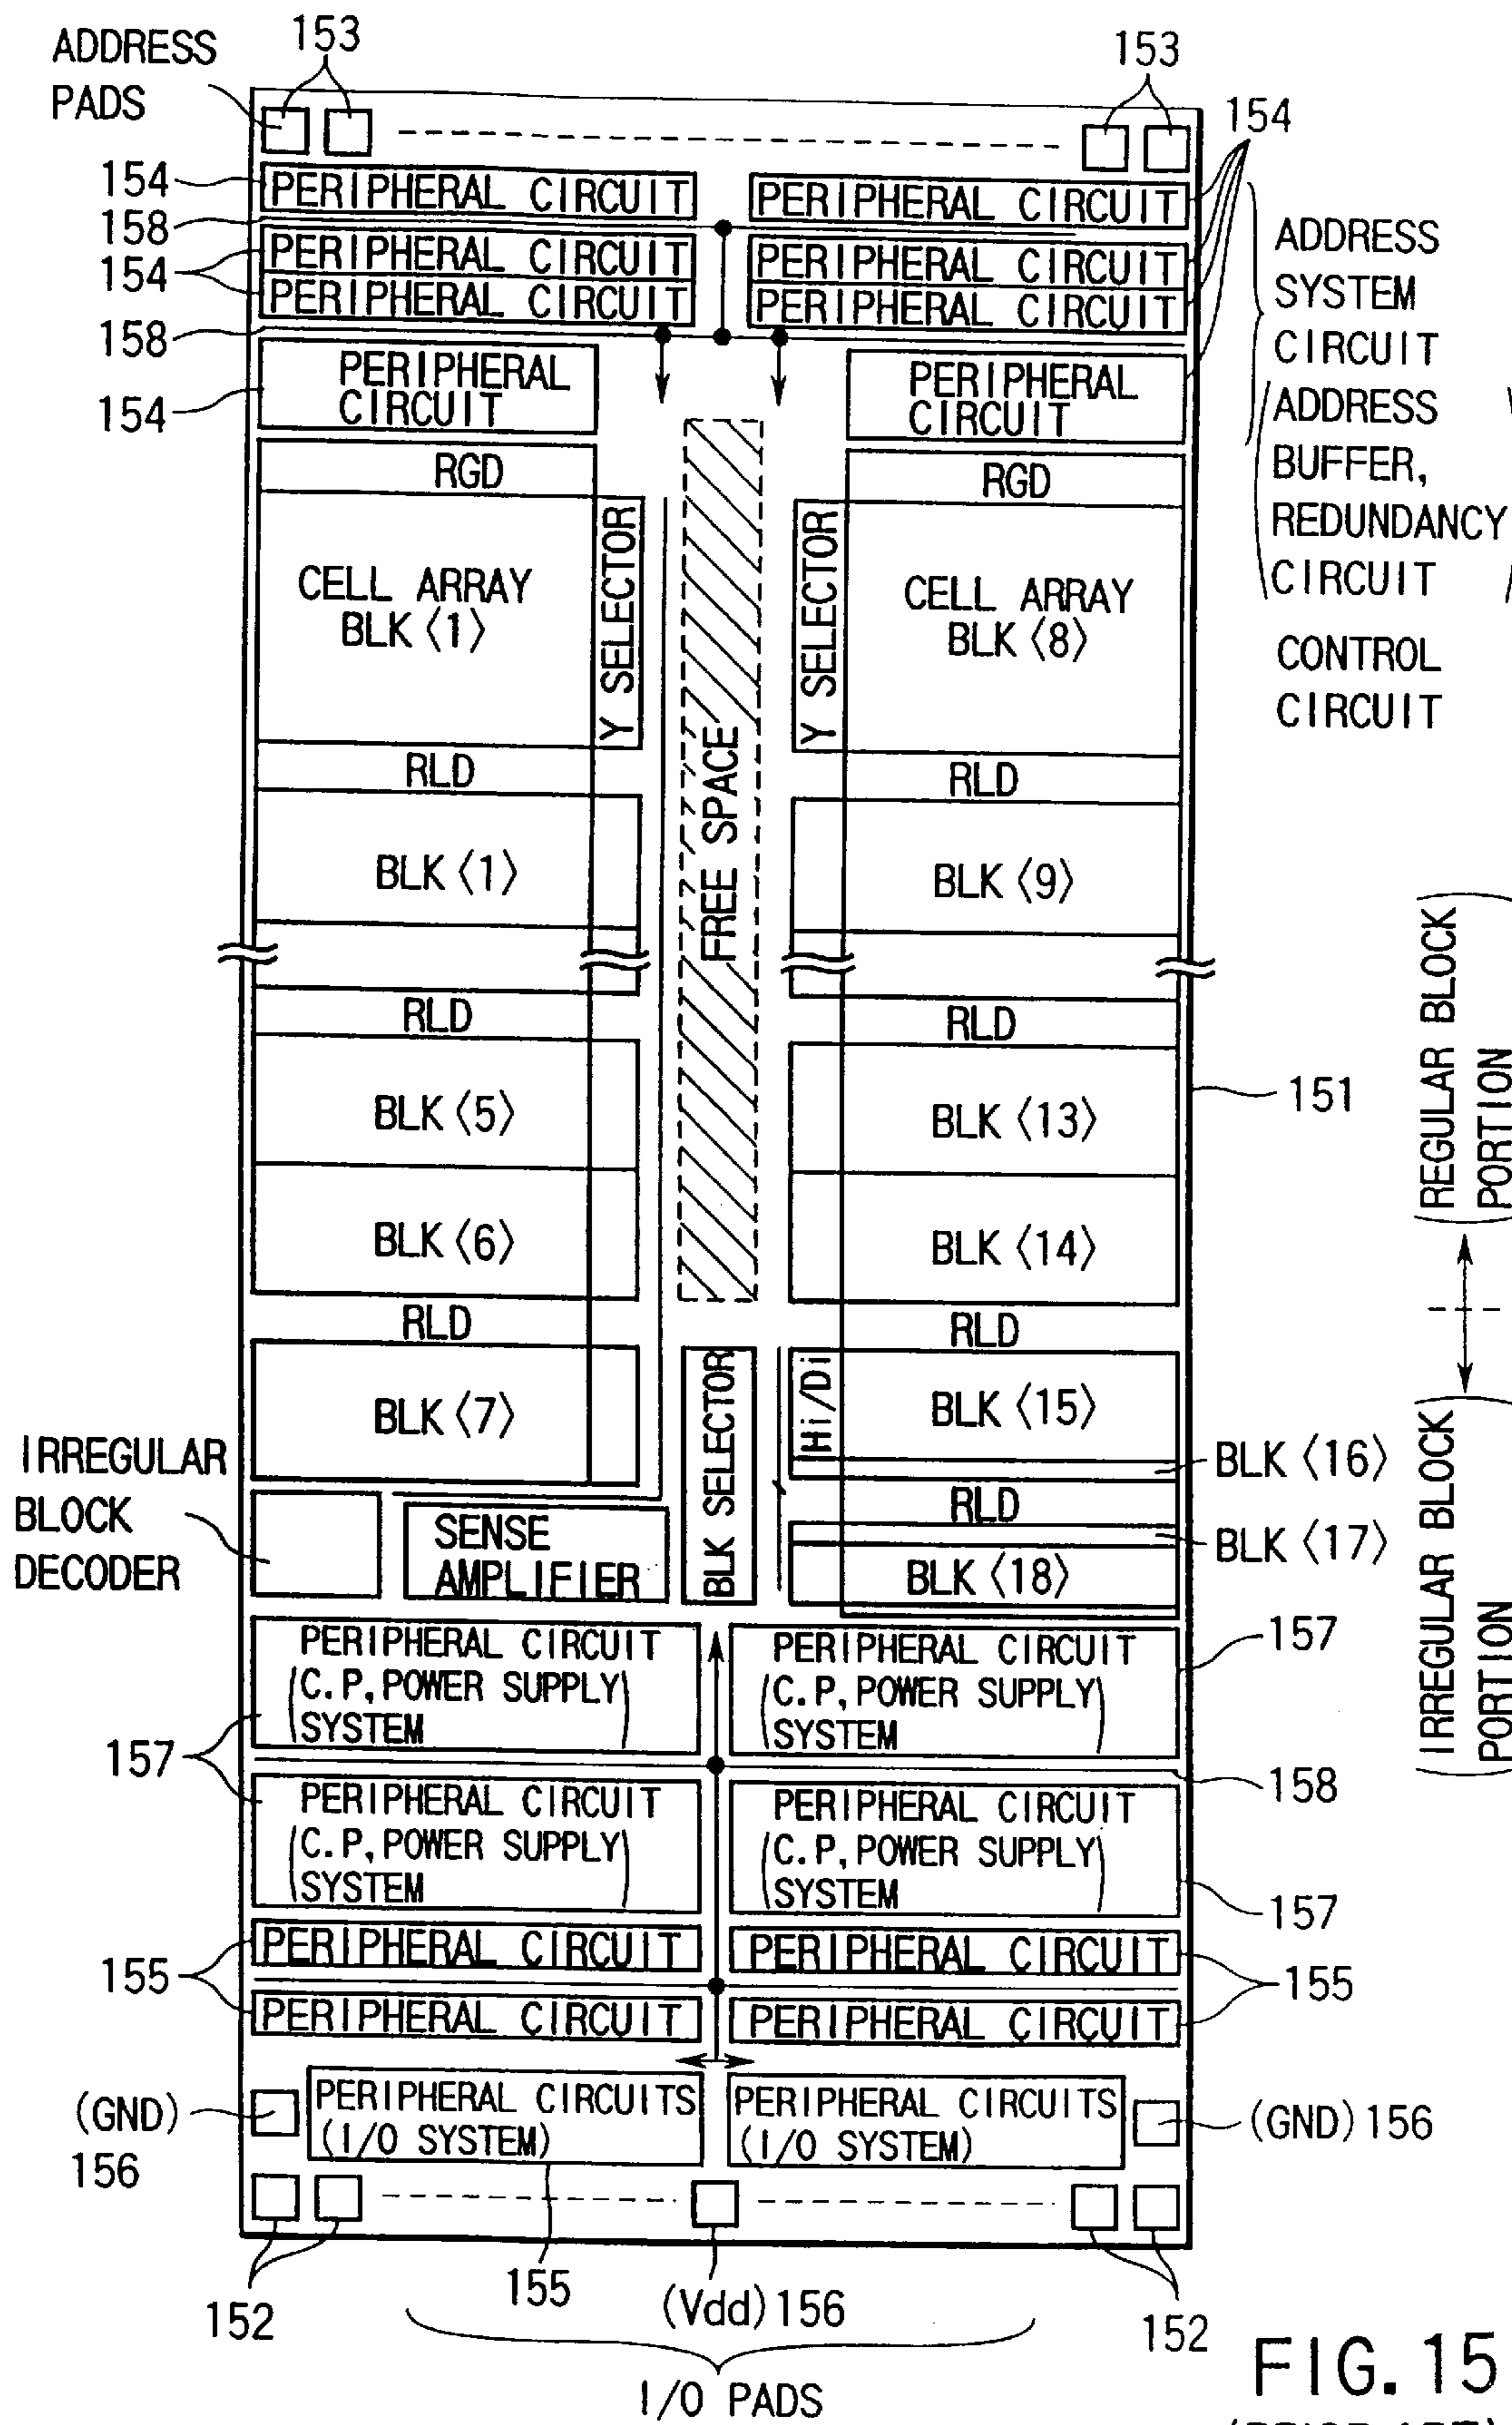 ADDRESS
PADS
153
153
154
154
PERIPHERAL CIRCUIT
PERIPHERAL CIRCUIT
158
154
PERIPHERAL CIRCUIT
PERIPHERAL CIRCUIT
PERIPHERAL CIRCUIT
PERIPHERAL CIRCUIT
158
154
PERIPHERAL
CIRCUIT
PERIPHERAL
CIRCUIT
ADDRESS
SYSTEM
CIRCUIT
(ADDRESS
BUFFER,
REDUNDANCY
CIRCUIT)
CONTROL
CIRCUIT
RGD
RGD
CELL ARRAY
BLK〈1〉
Y SELECTOR
FREE SPACE
Y SELECTOR
CELL ARRAY
BLK〈8〉
RLD
RLD
BLK〈1〉
BLK〈9〉
RLD
RLD
BLK〈5〉
BLK〈13〉
151
BLK〈6〉
BLK〈14〉
RLD
RLD
(REGULAR BLOCK
PORTION)
BLK〈7〉
BLK SELECTOR
Hi/Di
BLK〈15〉
BLK〈16〉
RLD
BLK〈17〉
BLK〈18〉
(IRREGULAR BLOCK
PORTION)
IRREGULAR
BLOCK
DECODER
SENSE
AMPLIFIER
PERIPHERAL CIRCUIT
(C.P,POWER SUPPLY
SYSTEM)
PERIPHERAL CIRCUIT
(C.P,POWER SUPPLY
SYSTEM)
157
157
158
PERIPHERAL CIRCUIT
(C.P,POWER SUPPLY
SYSTEM)
PERIPHERAL CIRCUIT
(C.P,POWER SUPPLY
SYSTEM)
157
PERIPHERAL CIRCUIT
PERIPHERAL CIRCUIT
155
155
PERIPHERAL CIRCUIT
PERIPHERAL CIRCUIT
(GND)
156
PERIPHERAL CIRCUITS
(I/O SYSTEM)
PERIPHERAL CIRCUITS
(I/O SYSTEM)
(GND)156
152
155
(Vdd)156
152
I/O PADS
FIG.15